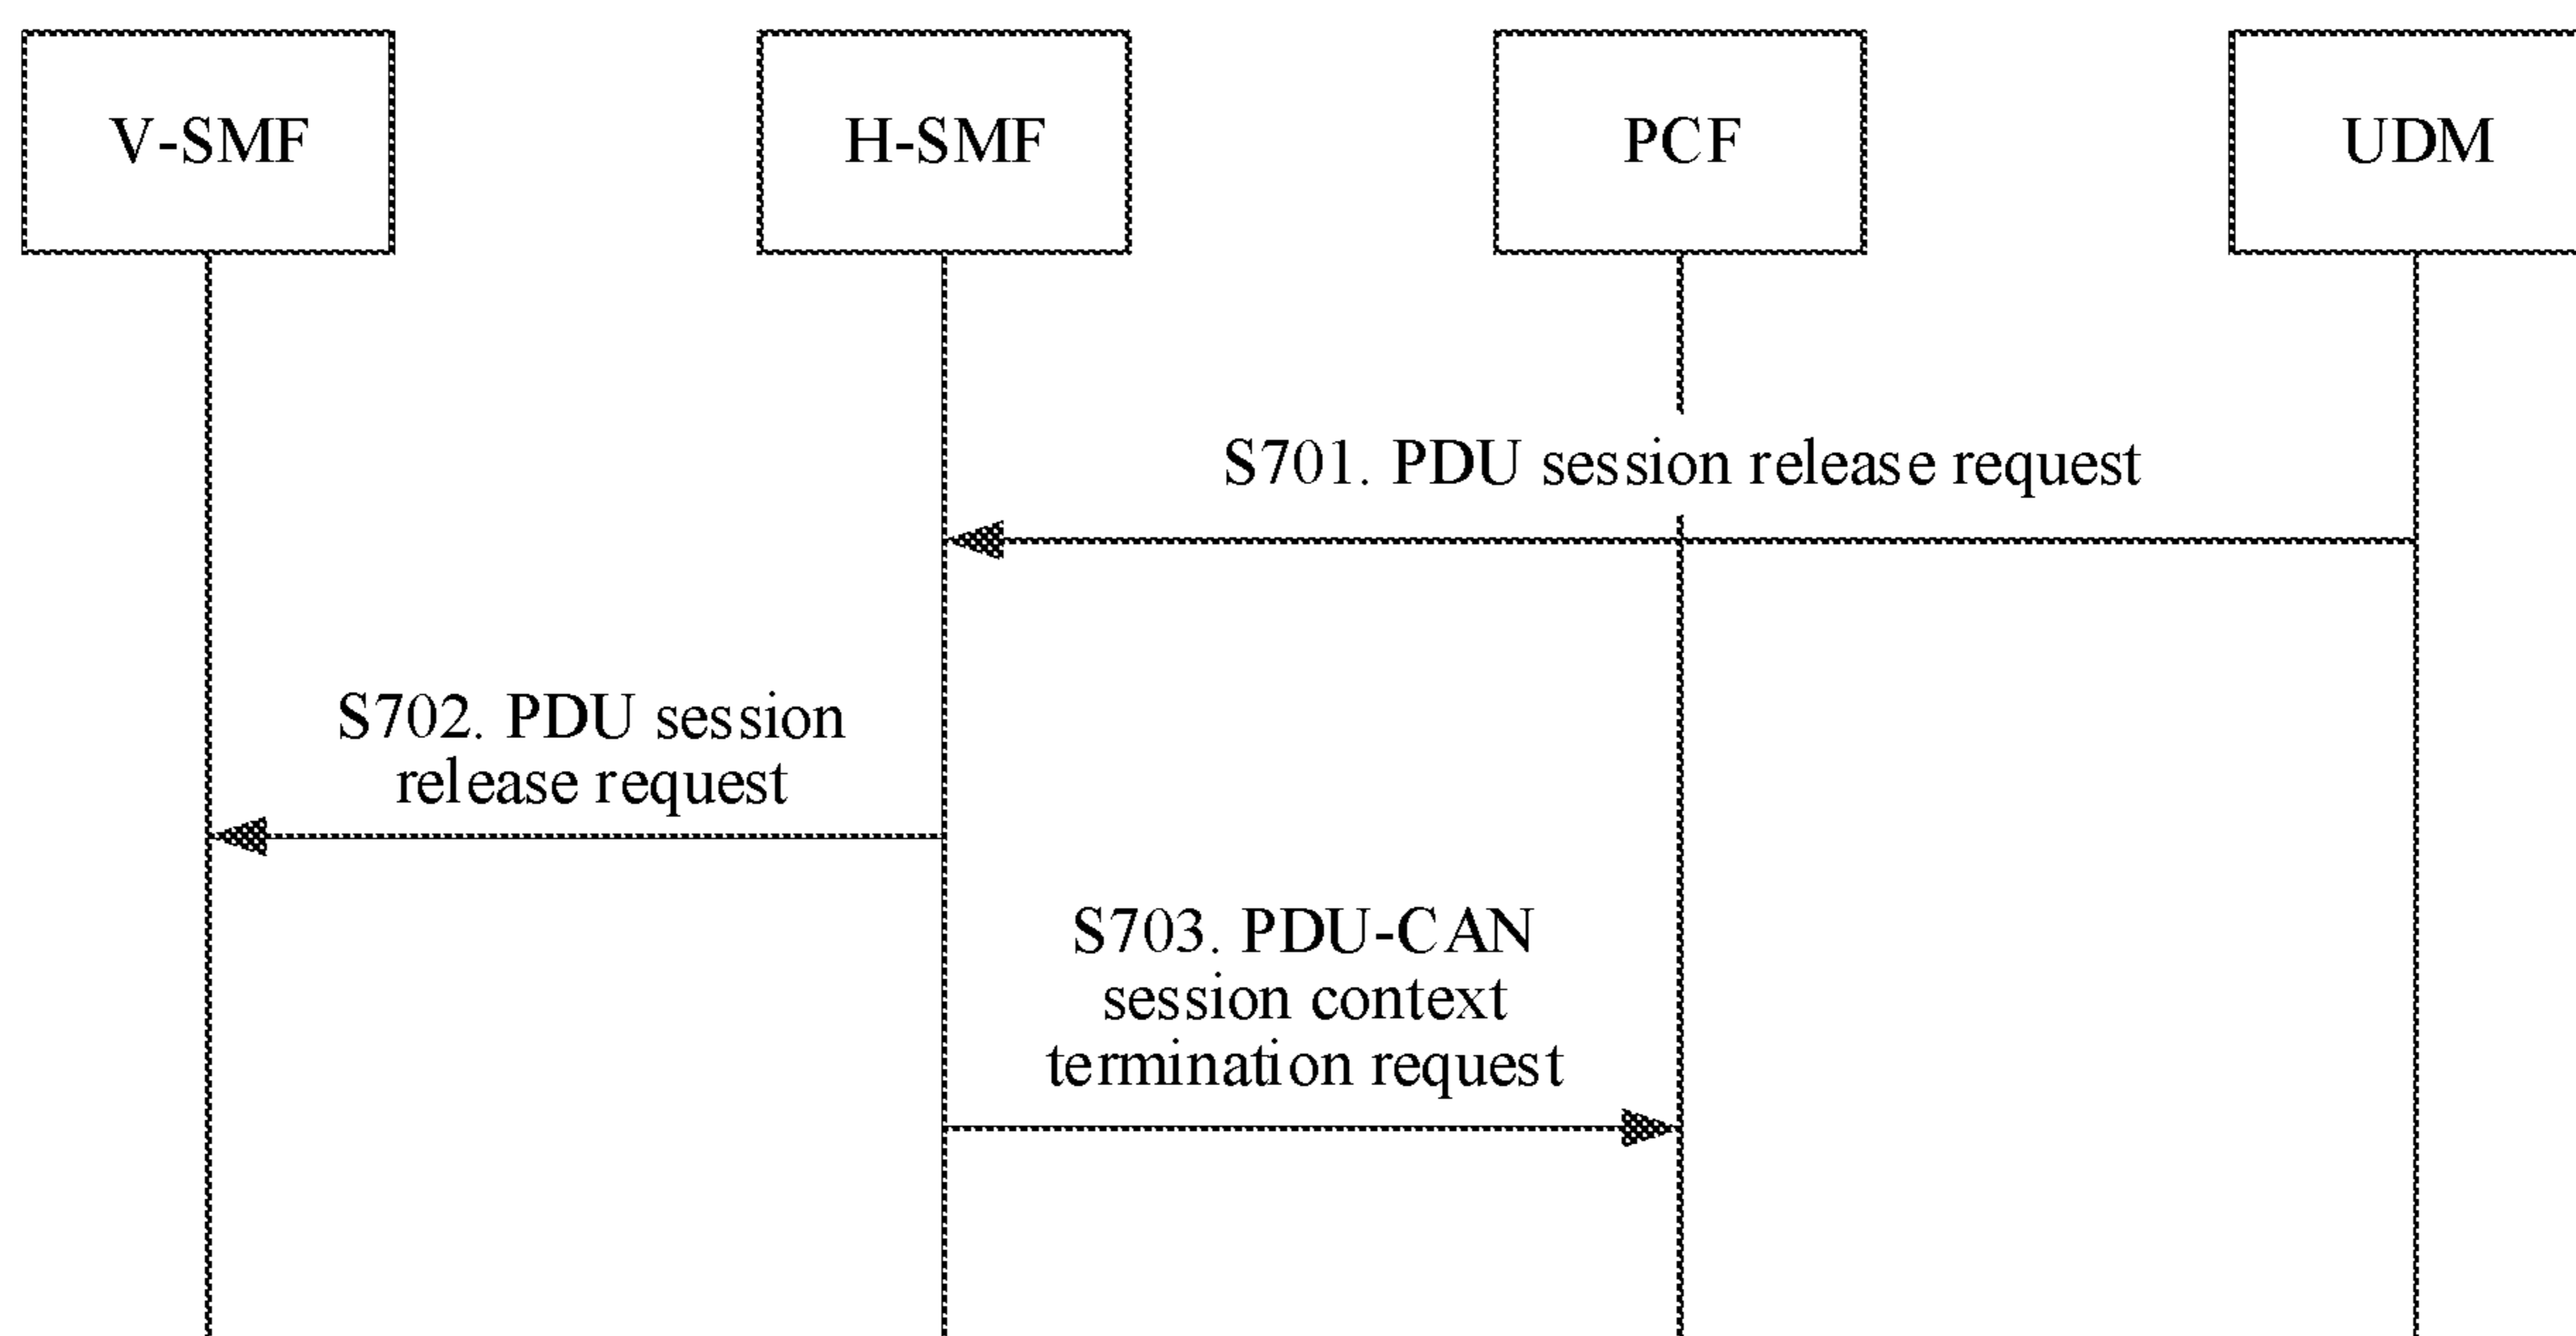 V-SMF
H-SMF
PCF
UDM
S701. PDU session release request
S702. PDU session
release request
S703. PDU-CAN
session context
termination request